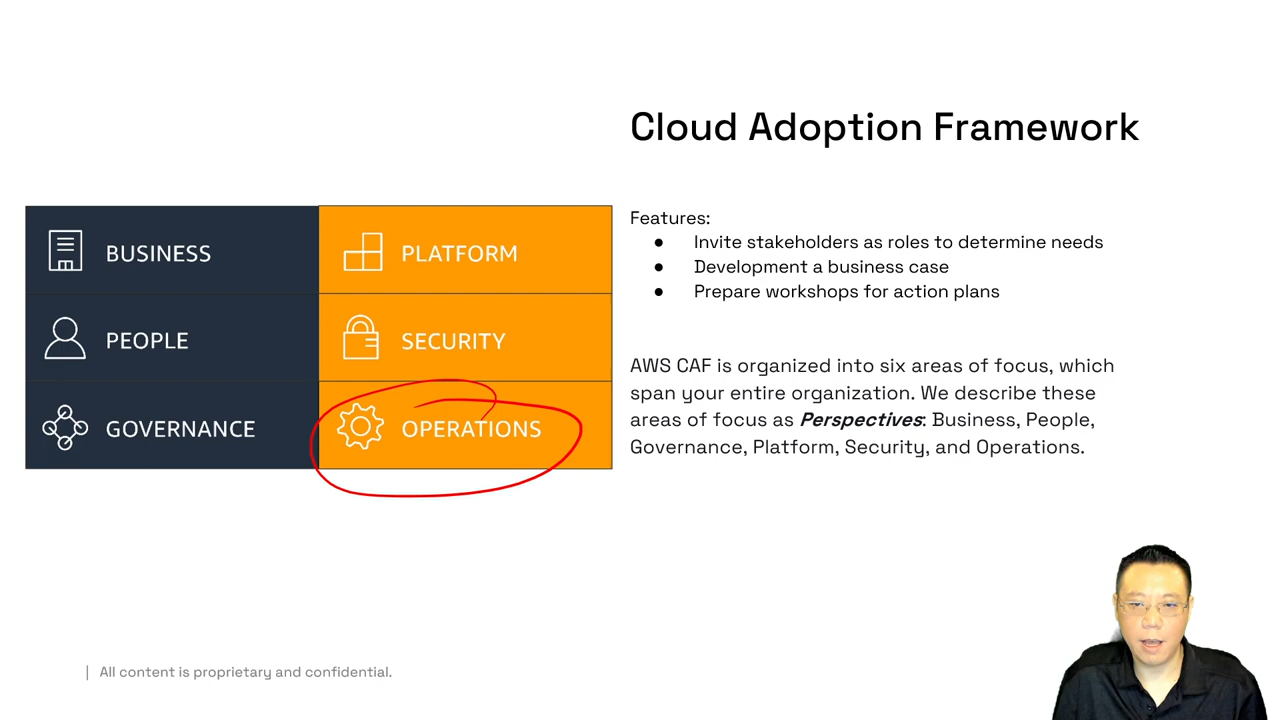 Cloud Adoption Framework
BUSINESS
PLATFORM
PEOPLE
SECURITY
GOVERNANCE
OPERATIONS
Features:
● Invite stakeholders as roles to determine needs
● Development a business case
● Prepare workshops for action plans
AWS CAF is organized into six areas of focus, which
span your entire organization. We describe these
areas of focus as Perspectives: Business, People,
Governance, Platform, Security, and Operations.
| All content is proprietary and confidential.